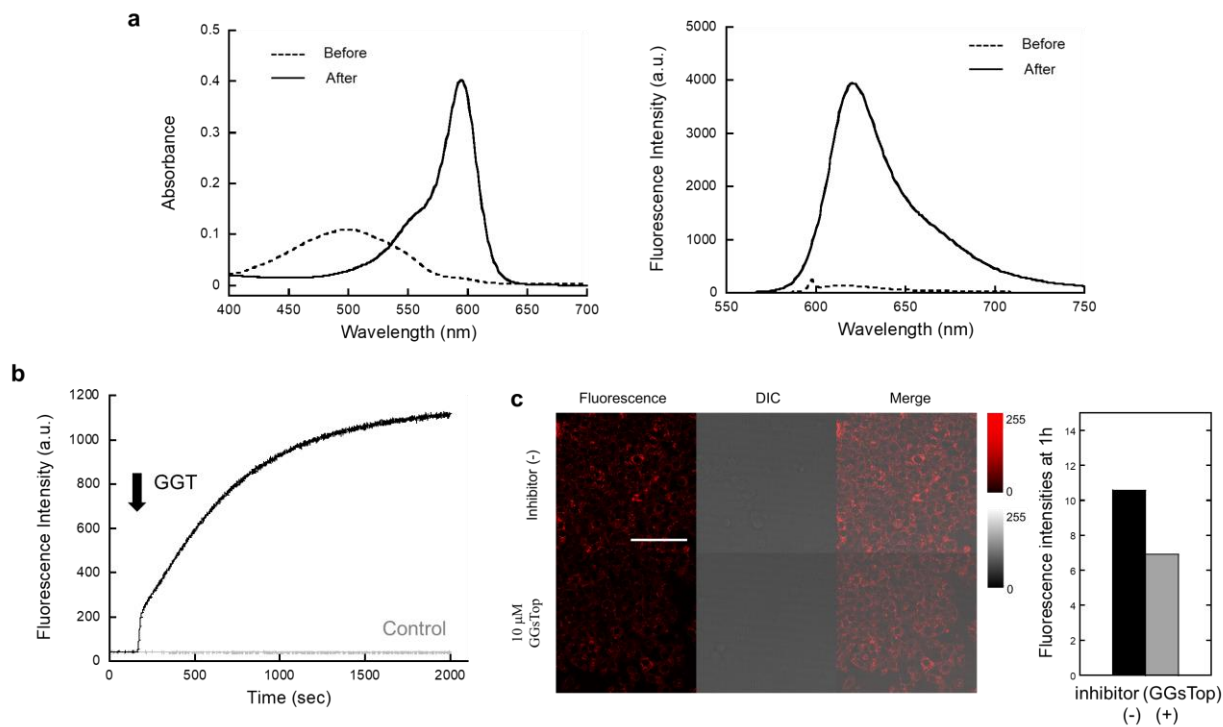 a
0.5
0.4
0.3
0.2
0.1
0
400
450
500
550
600
650
700
Absorbance
Wavelength (nm)
Before
After
5000
4000
3000
2000
1000
0
550
600
650
700
750
Fluorescence Intensity (a.u.)
Wavelength (nm)
Before
After
b
1200
1000
800
600
400
200
0
0
500
1000
1500
2000
Fluorescence Intensity (a.u.)
Time (sec)
GGT
Control
c
Fluorescence
DIC
Merge
Inhibitor (-)
10 μM
GGsTop
255
0
255
0
14
12
10
8
6
4
2
0
Fluorescence intensities at 1h
inhibitor (GGsTop)
(-) (+)